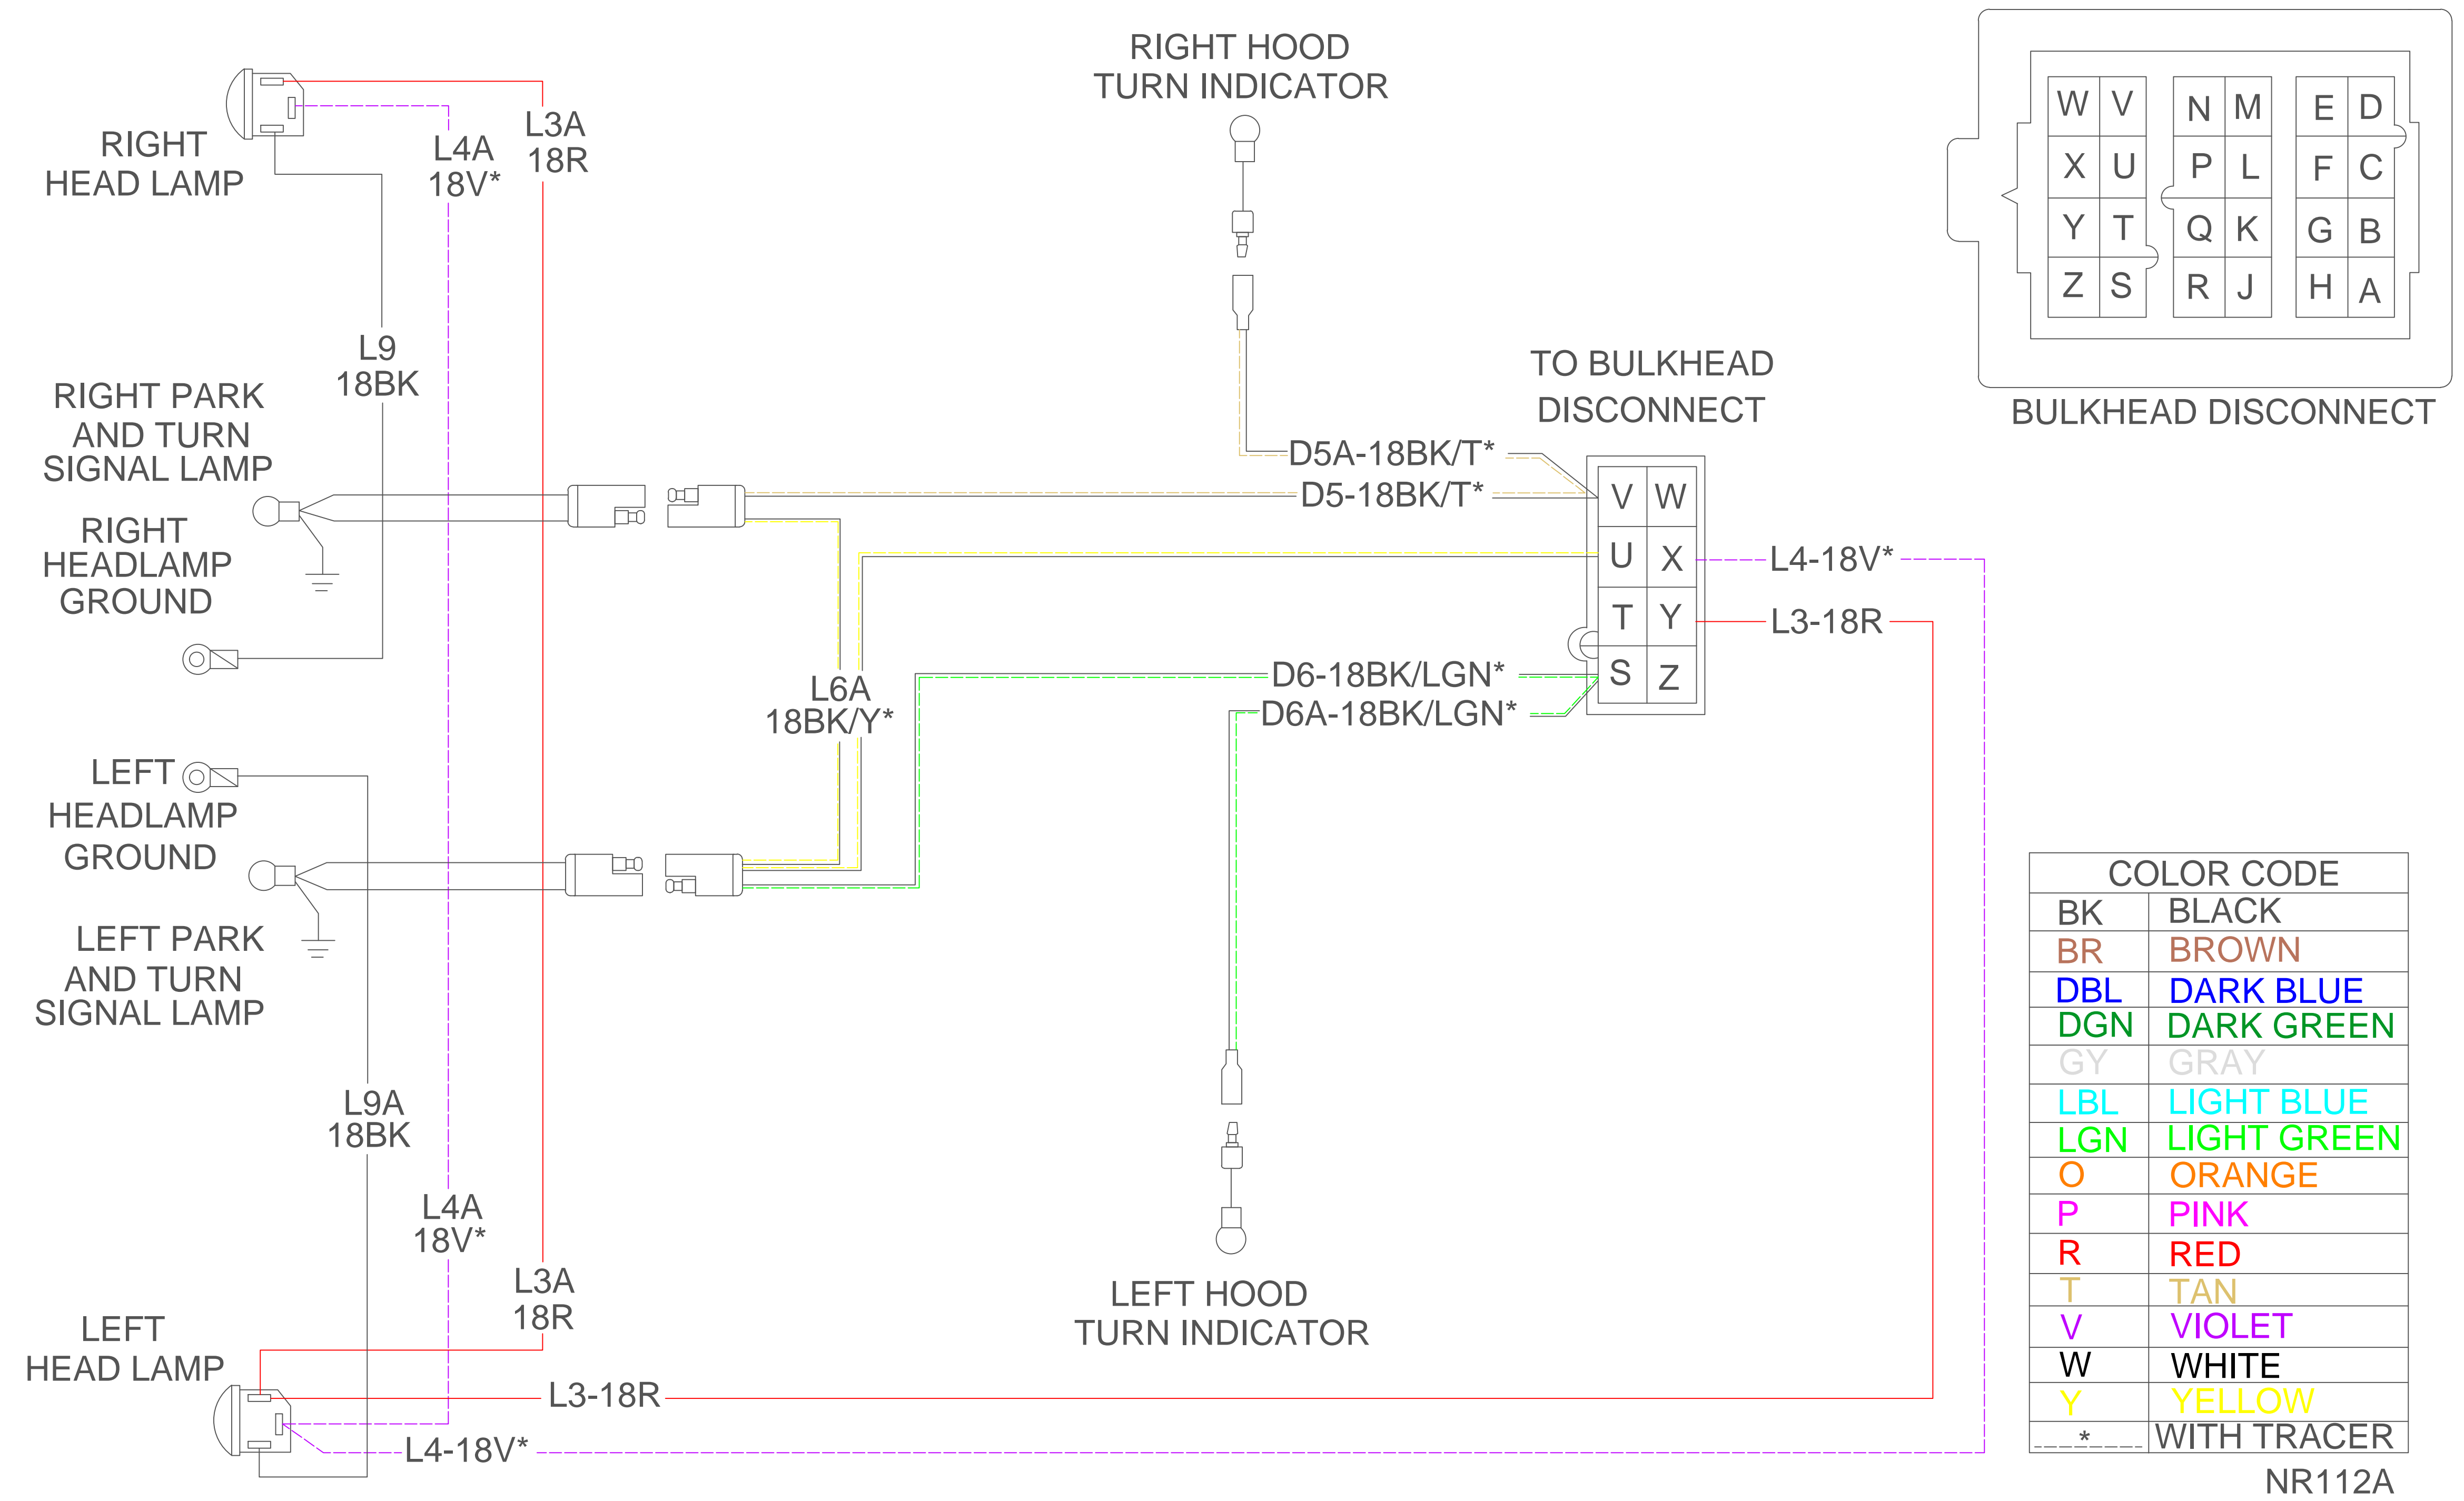 RIGHT HOOD
TURN INDICATOR
RIGHT
HEAD LAMP
L4A
18V*
L3A
18R
L9
18BK
RIGHT PARK
AND TURN
SIGNAL LAMP
RIGHT
HEADLAMP
GROUND
LEFT
HEADLAMP
GROUND
LEFT PARK
AND TURN
SIGNAL LAMP
L9A
18BK
L4A
18V*
L3A
18R
LEFT
HEAD LAMP
L3-18R
L4-18V*
L6A
18BK/Y*
D5A-18BK/T*
D5-18BK/T*
D6-18BK/LGN*
D6A-18BK/LGN*
LEFT HOOD
TURN INDICATOR
TO BULKHEAD
DISCONNECT
V W
U X
T Y
S Z
L4-18V*
L3-18R
W V N M E D
X U P L F C
Y T Q K G B
Z S R J H A
BULKHEAD DISCONNECT
COLOR CODE
BK BLACK
BR BROWN
DBL DARK BLUE
DGN DARK GREEN
GY GRAY
LBL LIGHT BLUE
LGN LIGHT GREEN
O ORANGE
P PINK
R RED
T TAN
V VIOLET
W WHITE
Y YELLOW
* WITH TRACER
NR112A